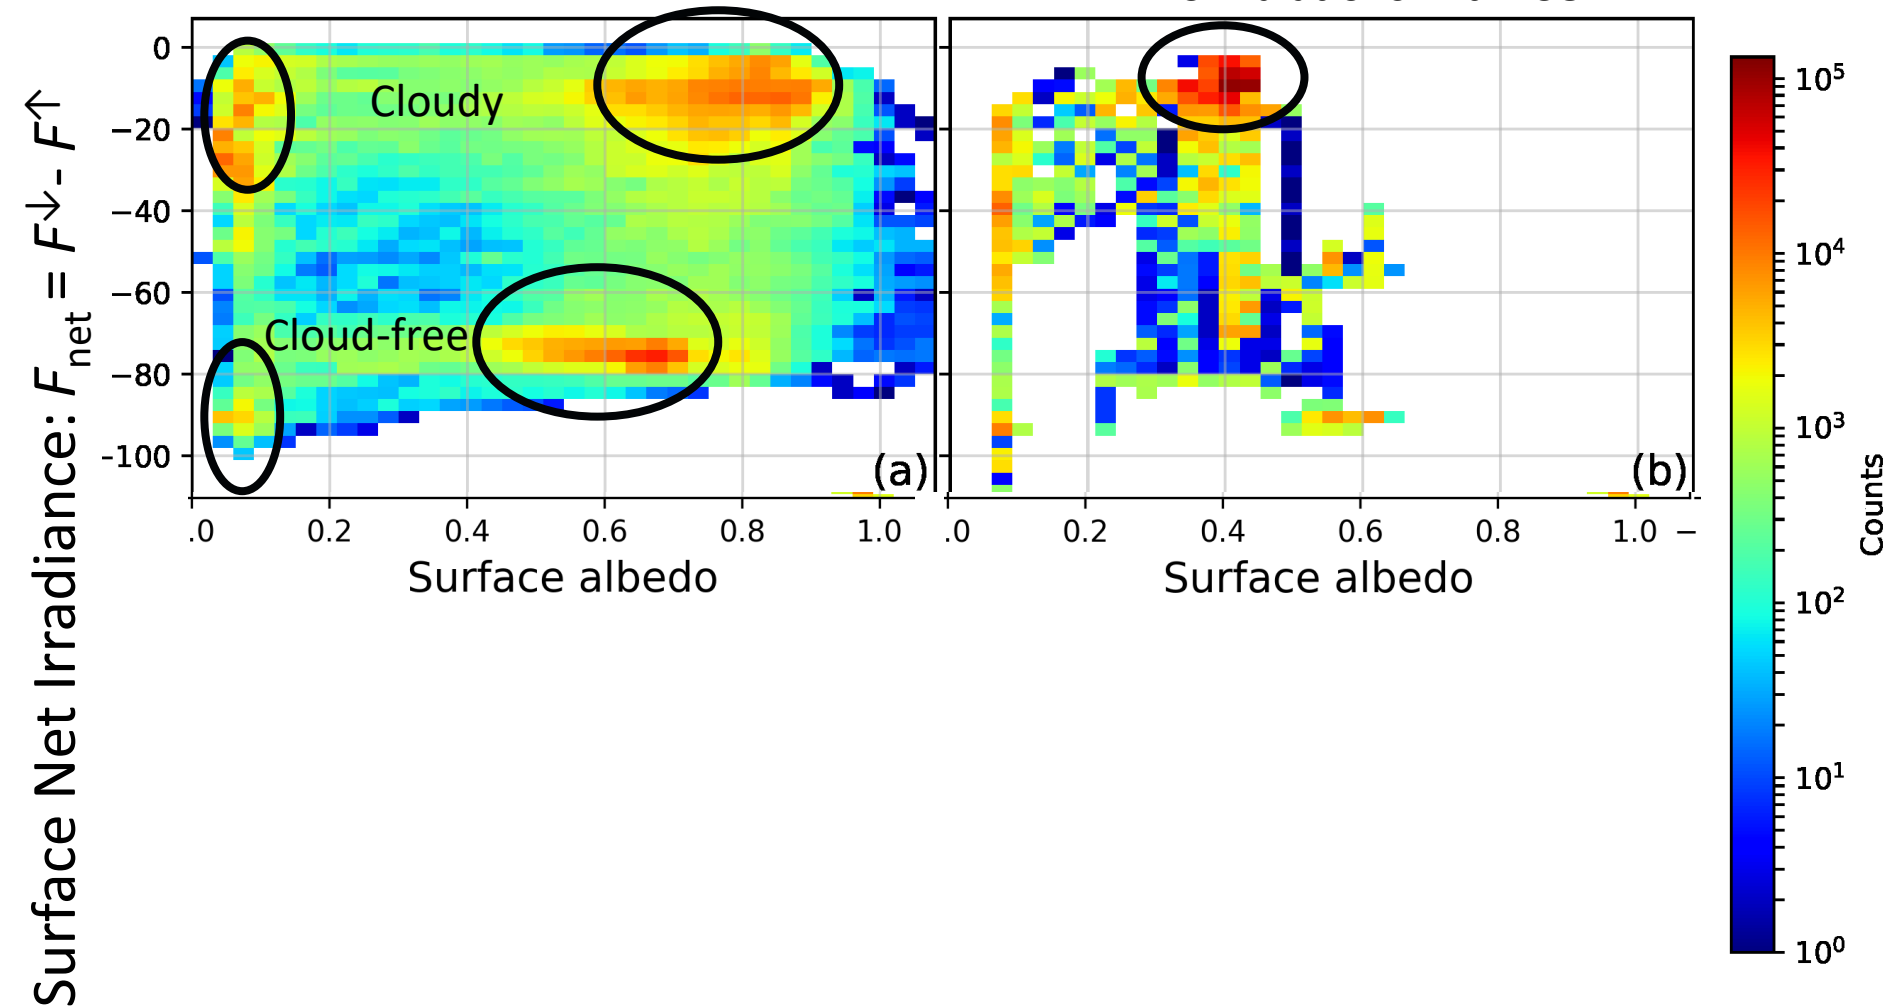 Surface Net Irradiance: Fnet = F↓- F↑
0
−20
−40
−60
−80
-100
Cloudy
Cloud-free
(a)
.0 0.2 0.4 0.6 0.8 1.0
Surface albedo
(b)
.0 0.2 0.4 0.6 0.8 1.0 −
Surface albedo
10⁵
10⁴
10³
10²
10¹
10⁰
Counts